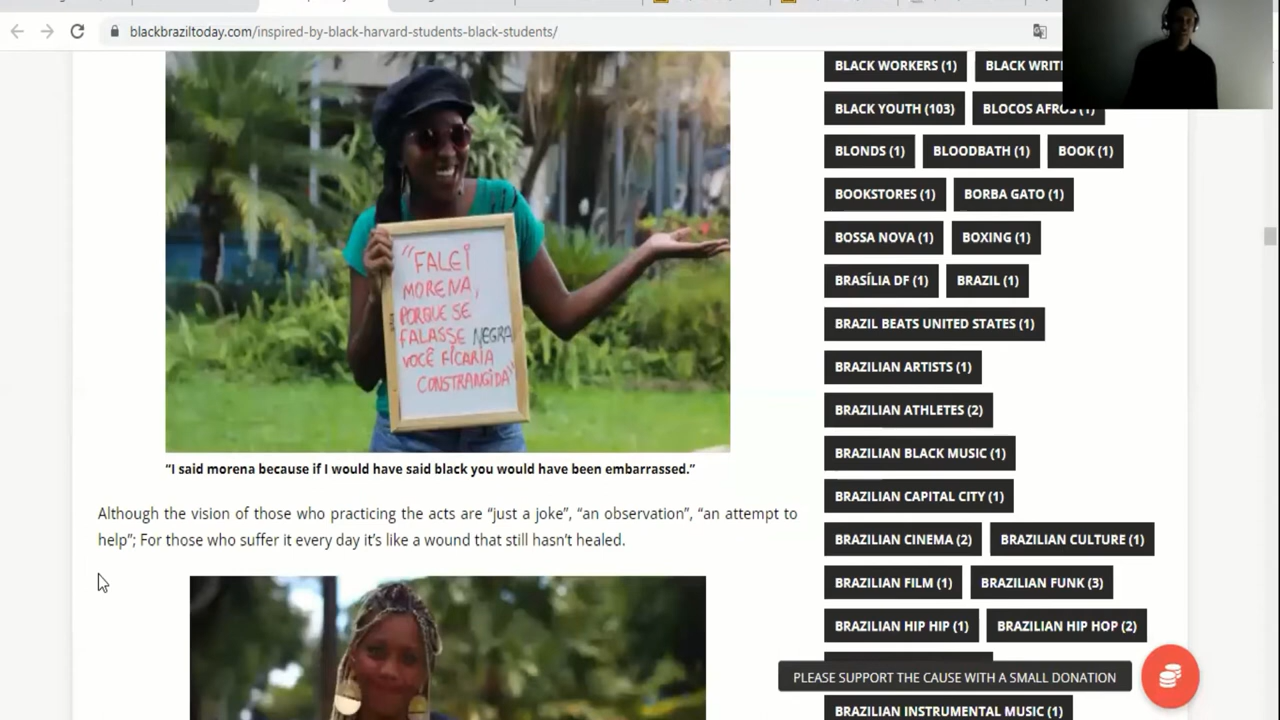 blackbraziltoday.com/inspired-by-black-harvard-students-black-students/
"FALEI
MORENA,
PORQUE SE
FALASSE NEGRA
VOCÊ FICARIA
CONSTRANGIDA"
“I said morena because if I would have said black you would have been embarrassed.”
Although the vision of those who practicing the acts are “just a joke”, “an observation”, “an attempt to
help”; For those who suffer it every day it’s like a wound that still hasn’t healed.
BLACK WORKERS (1) BLACK WRIT
BLACK YOUTH (103) BLOCOS AFROS (1)
BLONDS (1) BLOODBATH (1) BOOK (1)
BOOKSTORES (1) BORBA GATO (1)
BOSSA NOVA (1) BOXING (1)
BRASÍLIA DF (1) BRAZIL (1)
BRAZIL BEATS UNITED STATES (1)
BRAZILIAN ARTISTS (1)
BRAZILIAN ATHLETES (2)
BRAZILIAN BLACK MUSIC (1)
BRAZILIAN CAPITAL CITY (1)
BRAZILIAN CINEMA (2) BRAZILIAN CULTURE (1)
BRAZILIAN FILM (1) BRAZILIAN FUNK (3)
BRAZILIAN HIP HIP (1) BRAZILIAN HIP HOP (2)
PLEASE SUPPORT THE CAUSE WITH A SMALL DONATION
BRAZILIAN INSTRUMENTAL MUSIC (1)